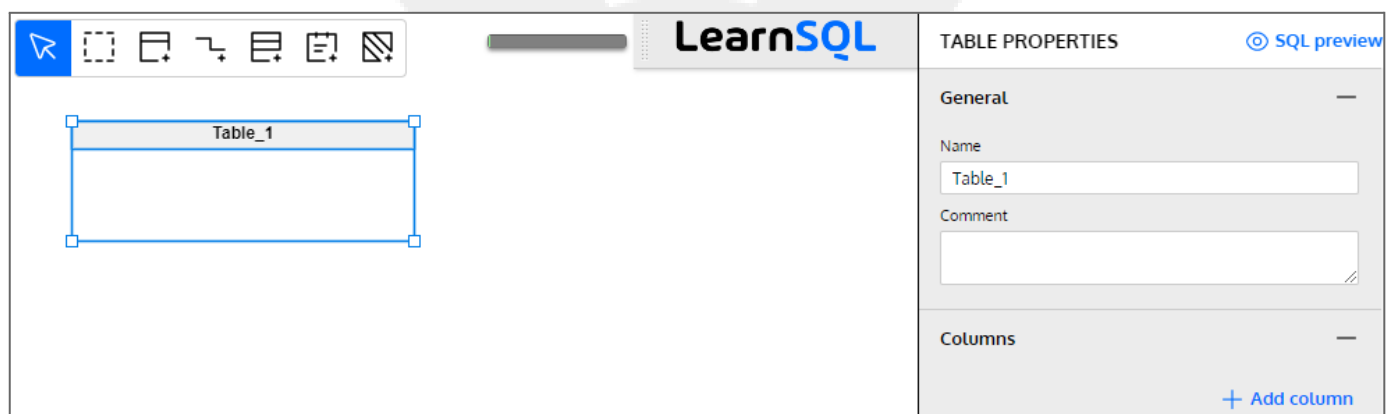 LearnSQL
Table_1
TABLE PROPERTIES
SQL preview
General
Name
Table_1
Comment
Columns
Add column